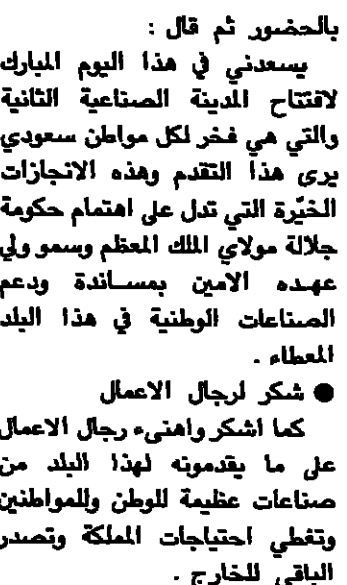 بالحضور ثم قال :
يسعدني في هذا اليوم المبارك
لافتتاح المدينة الصناعية الثانية
والتي هي فخر لكل مواطن سعودي
يرى هذا التقدم وهذه الانجازات
الخيّرة التي تدل على اهتمام حكومة
جلالة مولاي الملك المعظم وسمو ولي
عهده الامين بمساندة ودعم
الصناعات الوطنية في هذا البلد
المعطاء .
● شكر لرجال الاعمال
كما اشكر واهنىء رجال الاعمال
على ما يقدمونه لهذا البلد من
صناعات عظيمة للوطن وللمواطنين
وتغطي احتياجات المملكة وتصدر
الباقي للخارج .